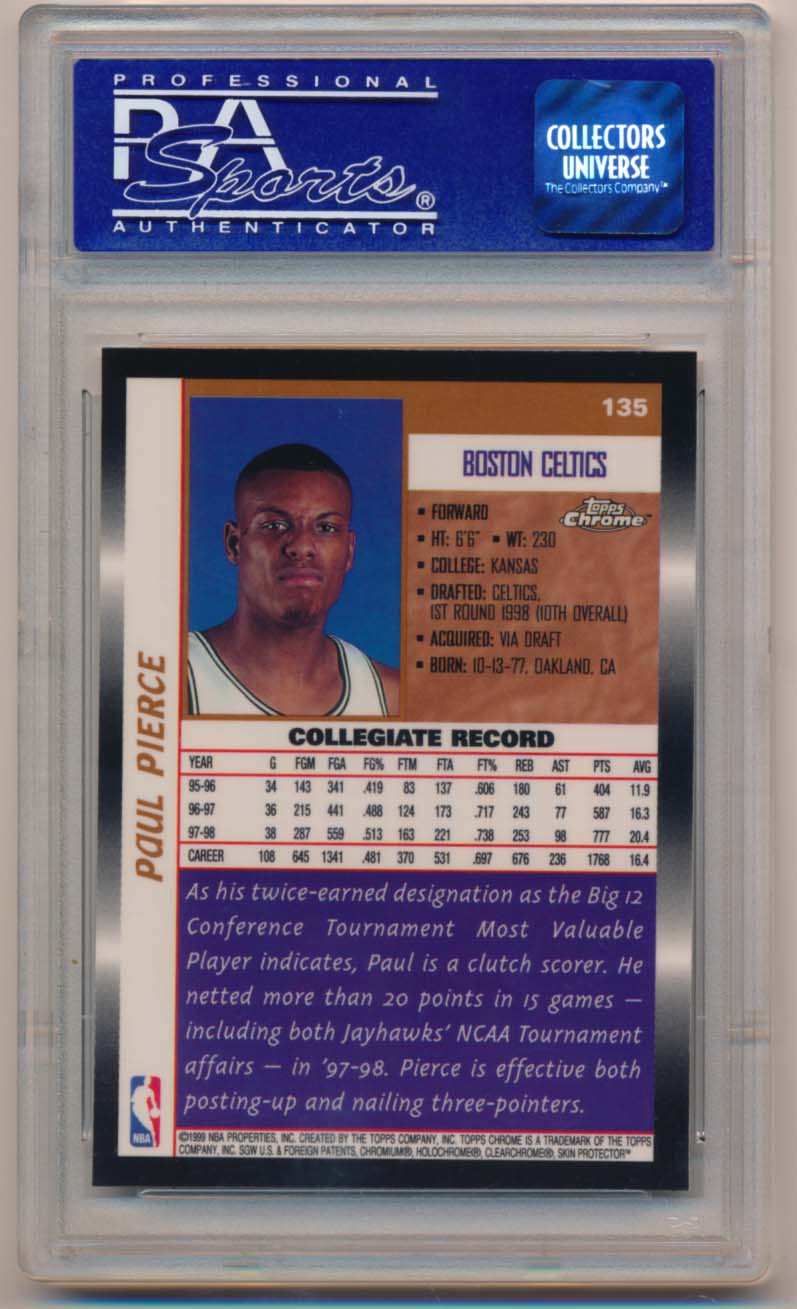 PROFESSIONAL
PSA
Sports®
AUTHENTICATOR
COLLECTORS
UNIVERSE
The Collectors Company™
135
BOSTON CELTICS
Topps
Chrome™
▪ FORWARD
▪ HT: 6'6" ▪ WT: 230
▪ COLLEGE: KANSAS
▪ DRAFTED: CELTICS,
1ST ROUND 1998 (10TH OVERALL)
▪ ACQUIRED: VIA DRAFT
▪ BORN: 10-13-77, OAKLAND, CA
PAUL PIERCE
COLLEGIATE RECORD
YEAR G FGM FGA FG% FTM FTA FT% REB AST PTS AVG
95-96 34 143 341 .419 83 137 .606 180 61 404 11.9
96-97 36 215 441 .488 124 173 .717 243 77 587 16.3
97-98 38 287 559 .513 163 221 .738 253 98 777 20.4
CAREER 108 645 1341 .481 370 531 .697 676 236 1768 16.4
As his twice-earned designation as the Big 12
Conference Tournament Most Valuable
Player indicates, Paul is a clutch scorer. He
netted more than 20 points in 15 games —
including both Jayhawks' NCAA Tournament
affairs — in '97-98. Pierce is effective both
posting-up and nailing three-pointers.
NBA
©1999 NBA PROPERTIES, INC. CREATED BY THE TOPPS COMPANY, INC. TOPPS CHROME IS A TRADEMARK OF THE TOPPS
COMPANY, INC. SGW U.S. & FOREIGN PATENTS, CHROMIUM®, HOLOCHROME®, CLEARCHROME®, SKIN PROTECTOR™